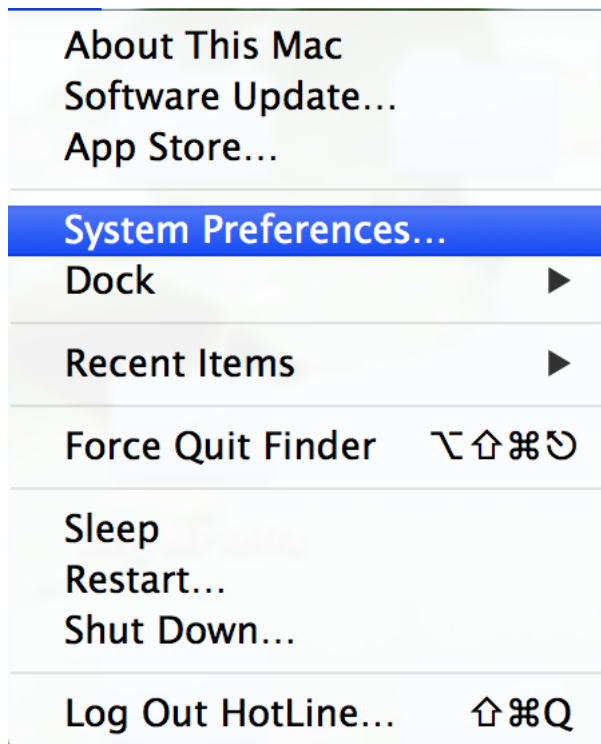 About This Mac
Software Update...
App Store...
System Preferences...
Dock ▶
Recent Items ▶
Force Quit Finder ⌥⇧⌘⎋
Sleep
Restart...
Shut Down...
Log Out HotLine... ⇧⌘Q